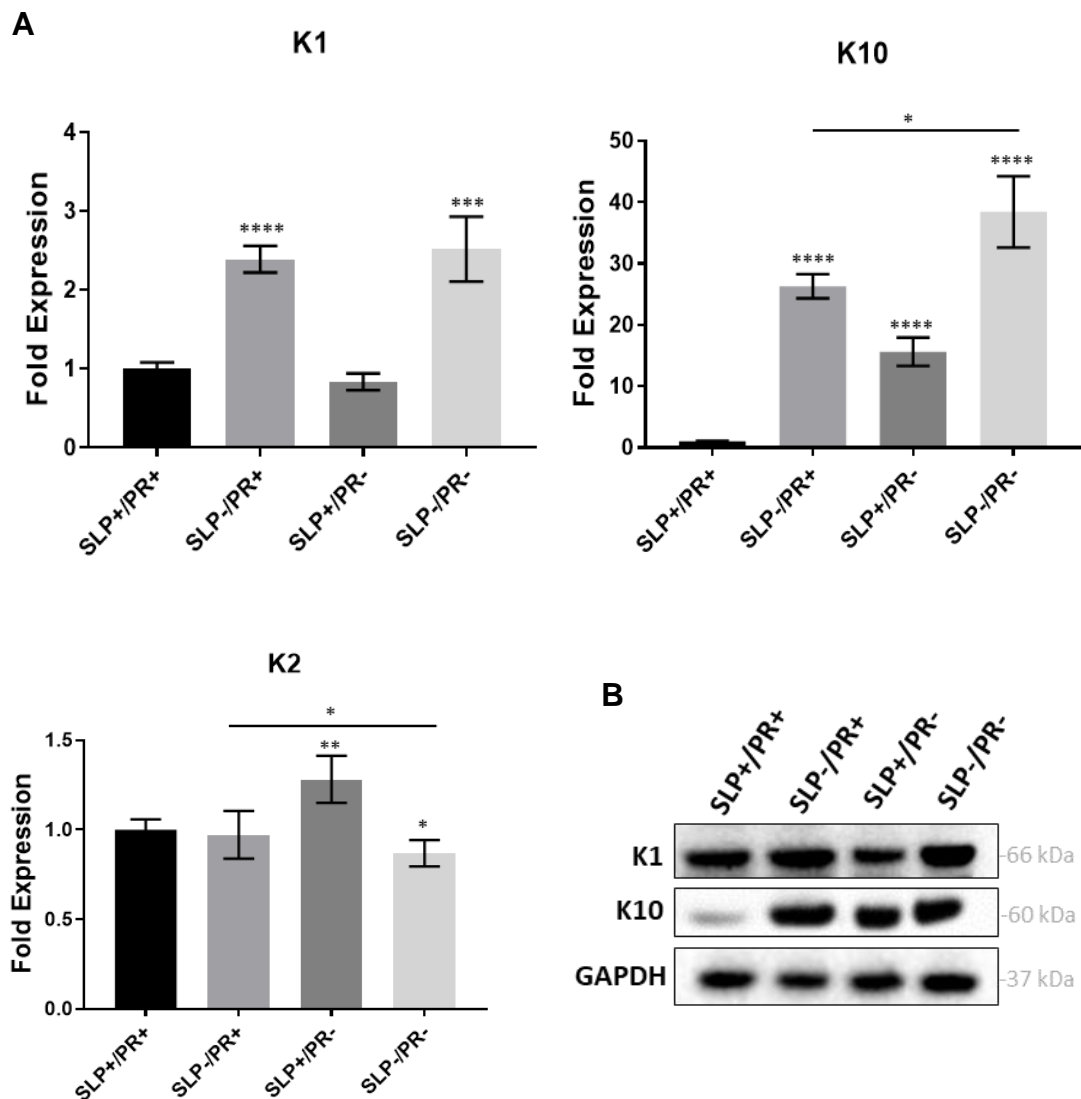 A
K1
Fold Expression
4
3
2
1
0
****
***
SLP+/PR+
SLP-/PR+
SLP+/PR-
SLP-/PR-
K10
Fold Expression
50
40
30
20
10
0
*
****
****
****
SLP+/PR+
SLP-/PR+
SLP+/PR-
SLP-/PR-
K2
Fold Expression
1.5
1.0
0.5
0.0
*
**
*
SLP+/PR+
SLP-/PR+
SLP+/PR-
SLP-/PR-
B
SLP+/PR+
SLP-/PR+
SLP+/PR-
SLP-/PR-
K1
-66 kDa
K10
-60 kDa
GAPDH
-37 kDa